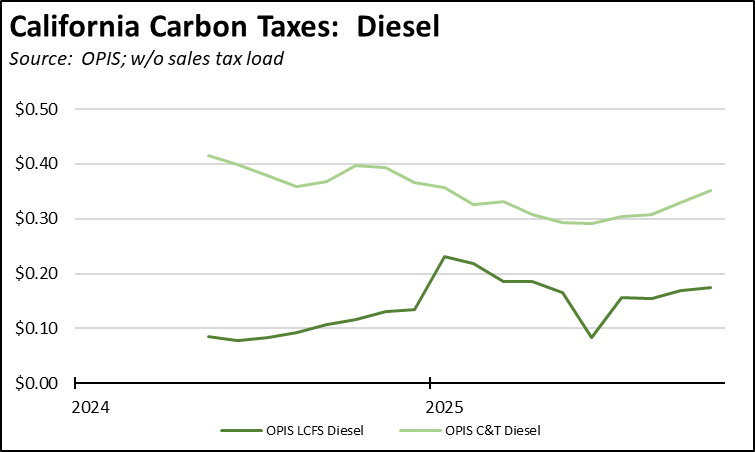 California Carbon Taxes:  Diesel
Source:  OPIS; w/o sales tax load
$0.50
$0.40
$0.30
$0.20
$0.10
$0.00
2024 2025
OPIS LCFS Diesel OPIS C&T Diesel